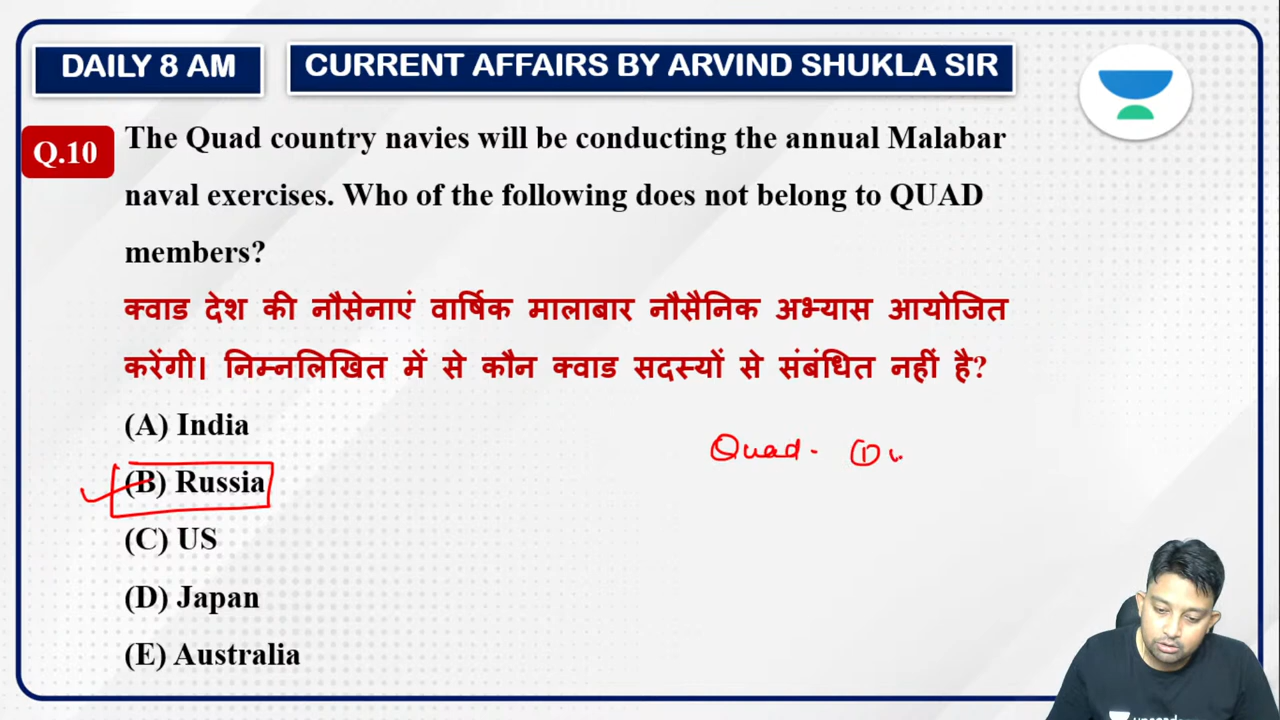 DAILY 8 AM
CURRENT AFFAIRS BY ARVIND SHUKLA SIR
Q.10
The Quad country navies will be conducting the annual Malabar
naval exercises. Who of the following does not belong to QUAD
members?
क्वाड देश की नौसेनाएं वार्षिक मालाबार नौसैनिक अभ्यास आयोजित
करेंगी। निम्नलिखित में से कौन क्वाड सदस्यों से संबंधित नहीं है?
(A) India
(B) Russia
(C) US
(D) Japan
(E) Australia
Quad. ①